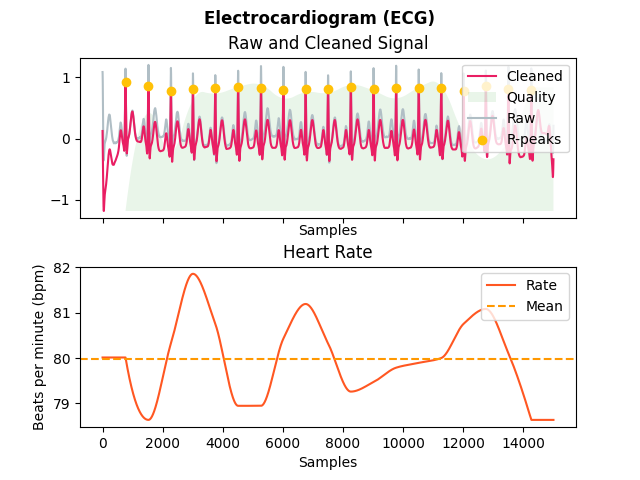 Electrocardiogram (ECG)
Raw and Cleaned Signal
1
0
−1
Cleaned
Quality
Raw
R-peaks
Samples
Heart Rate
Beats per minute (bpm)
82
81
80
79
Rate
Mean
0 2000 4000 6000 8000 10000 12000 14000
Samples